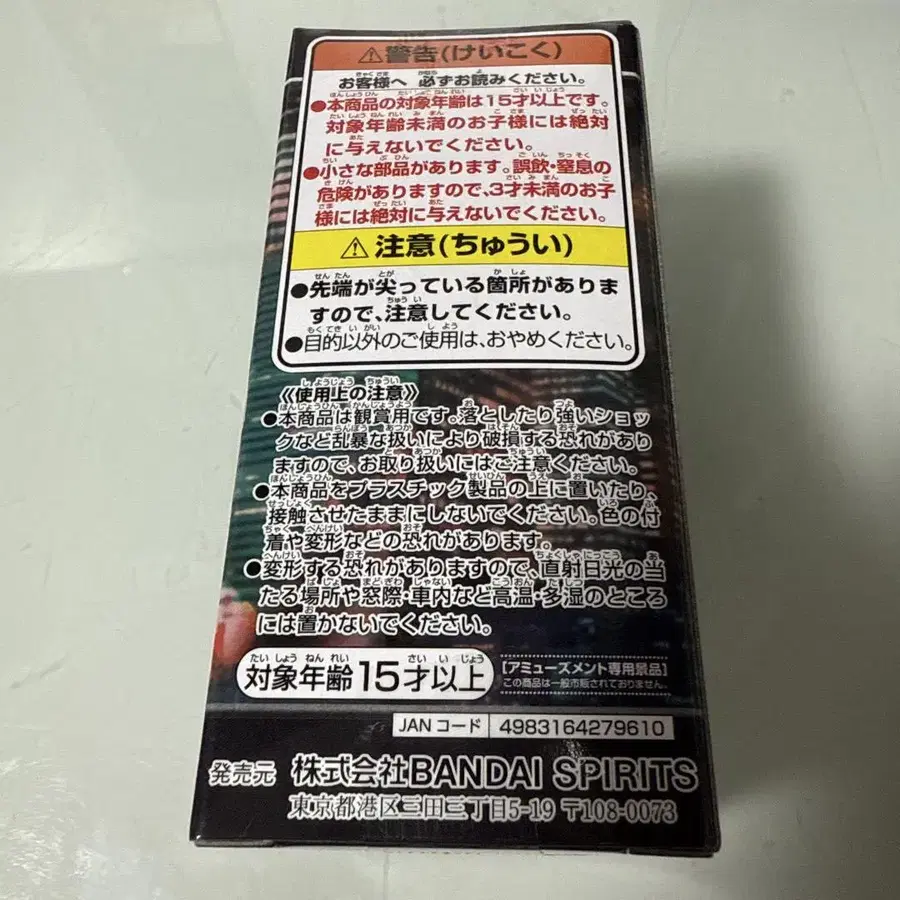 ⚠警告(けいこく)
お客様へ 必ずお読みください。
●本商品の対象年齢は15才以上です。
対象年齢未満のお子様には絶対
に与えないでください。
●小さな部品があります。誤飲・窒息の
危険がありますので、3才未満のお子
様には絶対に与えないでください。
⚠注意(ちゅうい)
●先端が尖っている箇所がありま
すので、注意してください。
●目的以外のご使用は、おやめください。
《使用上の注意》
●本商品は観賞用です。落としたり強いショッ
クなど乱暴な扱いにより破損する恐れがあり
ますので、お取り扱いにはご注意ください。
●本商品をプラスチック製品の上に置いたり、
接触させたままにしないでください。色の付
着や変形などの恐れがあります。
●変形する恐れがありますので、直射日光の当
たる場所や窓際・車内など高温・多湿のところ
には置かないでください。
対象年齢15才以上
[アミューズメント専用景品]
この商品は一般市販されておりません。
JANコード 4983164279610
発売元 株式会社BANDAI SPIRITS
東京都港区三田三丁目5-19 〒108-0073